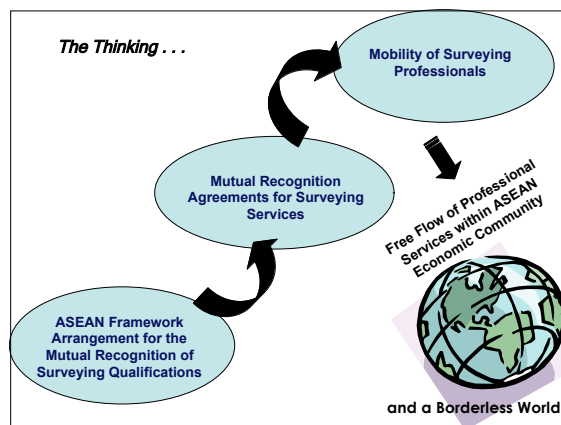 The Thinking . . .
Mobility of Surveying
Professionals
Mutual Recognition
Agreements for Surveying
Services
ASEAN Framework
Arrangement for the
Mutual Recognition of
Surveying Qualifications
Free Flow of Professional
Services within ASEAN
Economic Community
and a Borderless World